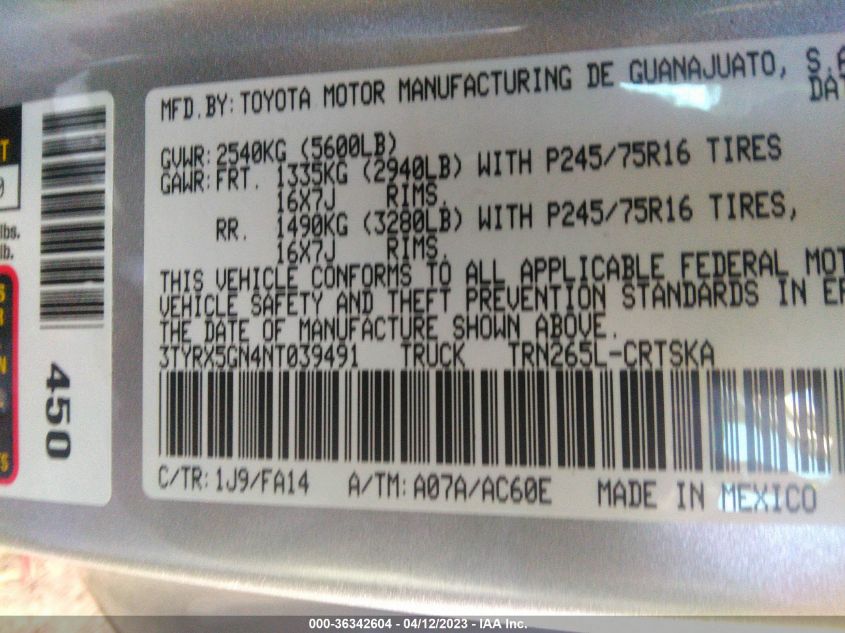 MFD.BY: TOYOTA MOTOR MANUFACTURING DE GUANAJUATO, S.A
DAT
GVWR: 2540KG (5600LB)
GAWR: FRT. 1335KG (2940LB) WITH P245/75R16 TIRES
16X7J RIMS.
RR. 1490KG (3280LB) WITH P245/75R16 TIRES,
16X7J RIMS.
THIS VEHICLE CONFORMS TO ALL APPLICABLE FEDERAL MOT
VEHICLE SAFETY AND THEFT PREVENTION STANDARDS IN EF
THE DATE OF MANUFACTURE SHOWN ABOVE.
3TYRX5GN4NT039491 TRUCK TRN265L-CRTSKA
C/TR: 1J9/FA14 A/TM: A07A/AC60E MADE IN MEXICO
450
lbs.
lb.
000-36342604 - 04/12/2023 - IAA Inc.